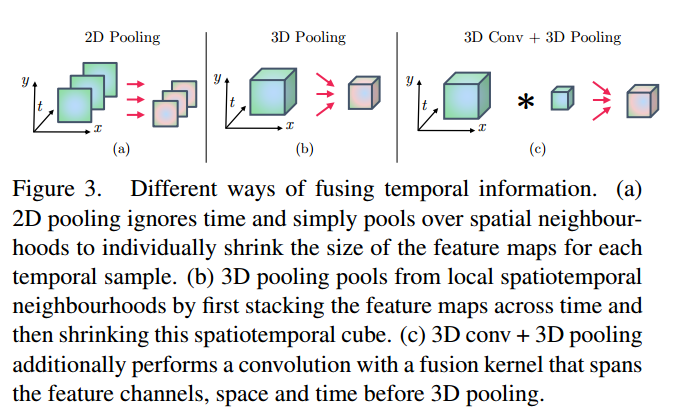 2D Pooling
3D Pooling
3D Conv + 3D Pooling
y
t
x
(a)
y
t
x
(b)
y
t
x
*
(c)
Figure 3. Different ways of fusing temporal information. (a)
2D pooling ignores time and simply pools over spatial neighbour-
hoods to individually shrink the size of the feature maps for each
temporal sample. (b) 3D pooling pools from local spatiotemporal
neighbourhoods by first stacking the feature maps across time and
then shrinking this spatiotemporal cube. (c) 3D conv + 3D pooling
additionally performs a convolution with a fusion kernel that spans
the feature channels, space and time before 3D pooling.